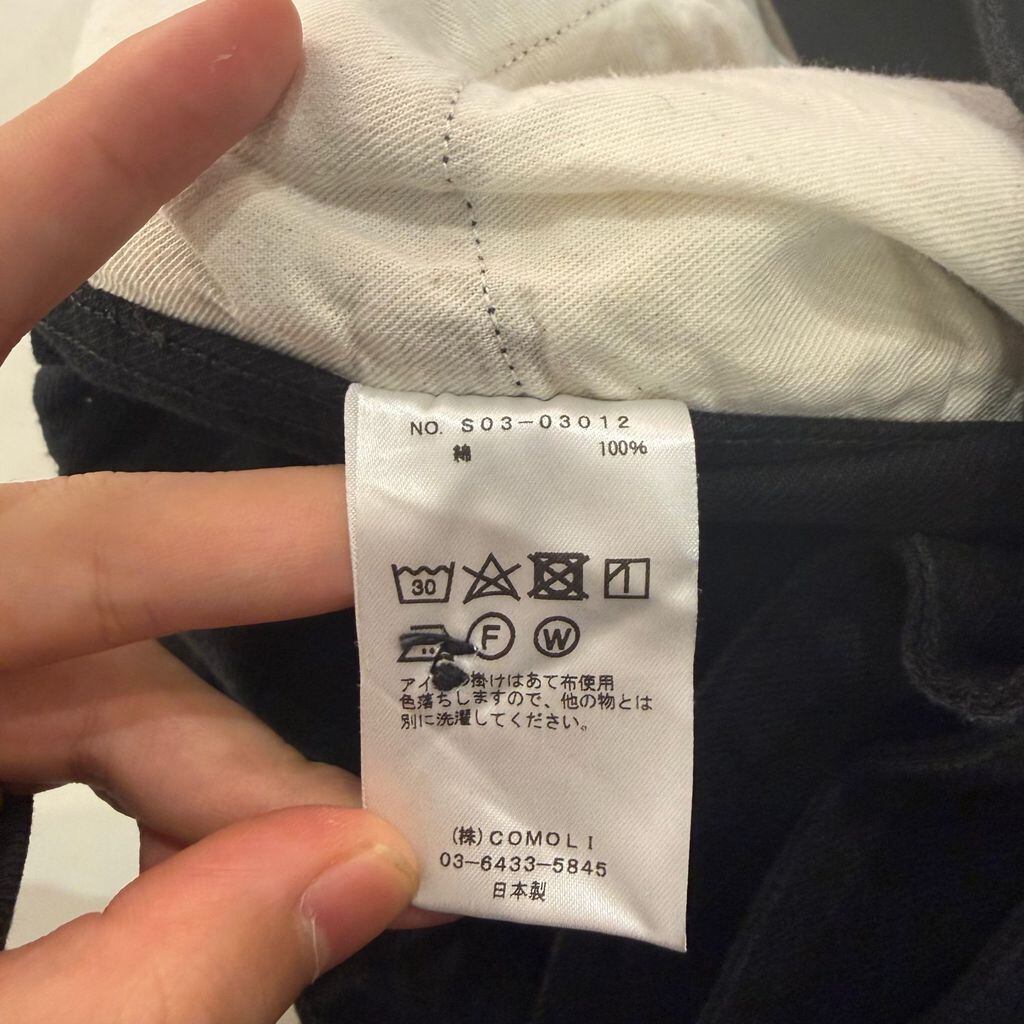 NO. S03-03012
綿 100%
30
F W
の掛けはあて布使用
色落ちしますので、他の物とは
別に洗濯してください。
(株)COMOLI
03-6433-5845
日本製